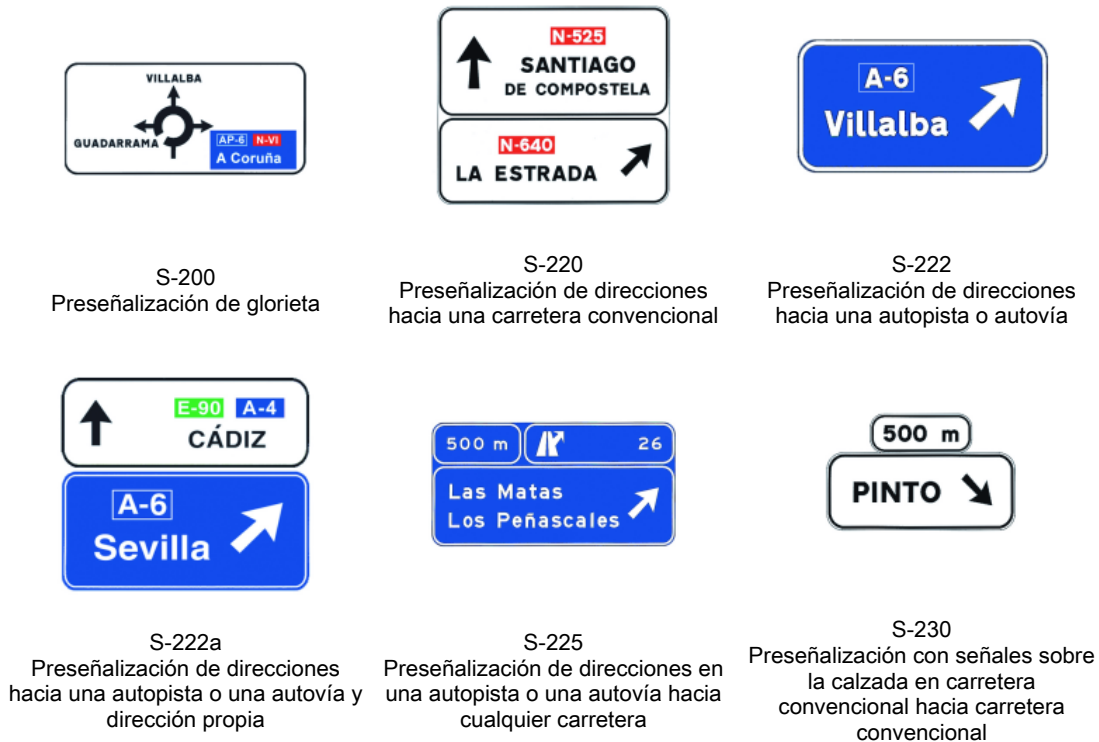 VILLALBA
GUADARRAMA
AP-6 N-VI
A Coruña
S-200
Preseñalización de glorieta
N-525
SANTIAGO
DE COMPOSTELA
N-640
LA ESTRADA
S-220
Preseñalización de direcciones
hacia una carretera convencional
A-6
Villalba
S-222
Preseñalización de direcciones
hacia una autopista o autovía
E-90 A-4
CÁDIZ
A-6
Sevilla
S-222a
Preseñalización de direcciones
hacia una autopista o una autovía y
dirección propia
500 m 26
Las Matas
Los Peñascales
S-225
Preseñalización de direcciones en
una autopista o una autovía hacia
cualquier carretera
500 m
PINTO
S-230
Preseñalización con señales sobre
la calzada en carretera
convencional hacia carretera
convencional